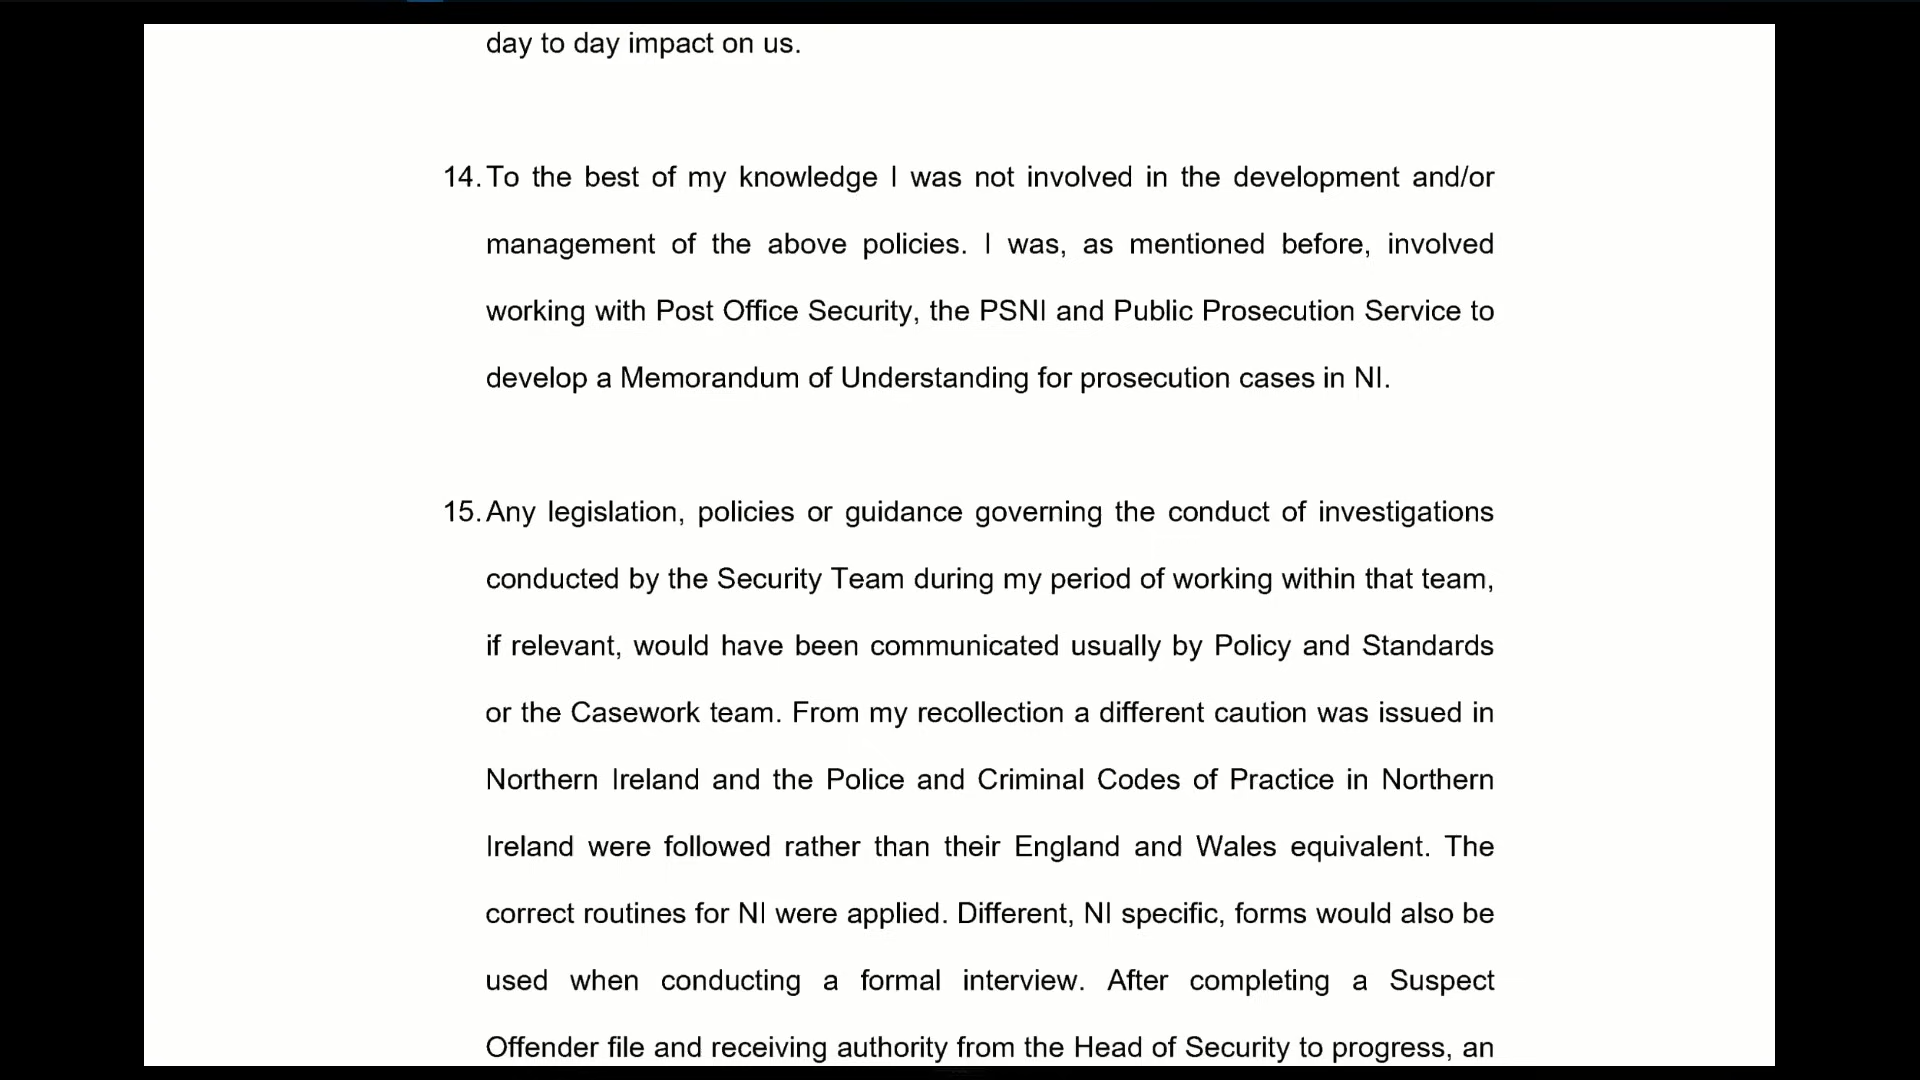 day to day impact on us.
14. To the best of my knowledge I was not involved in the development and/or
management of the above policies. I was, as mentioned before, involved
working with Post Office Security, the PSNI and Public Prosecution Service to
develop a Memorandum of Understanding for prosecution cases in NI.
15. Any legislation, policies or guidance governing the conduct of investigations
conducted by the Security Team during my period of working within that team,
if relevant, would have been communicated usually by Policy and Standards
or the Casework team. From my recollection a different caution was issued in
Northern Ireland and the Police and Criminal Codes of Practice in Northern
Ireland were followed rather than their England and Wales equivalent. The
correct routines for NI were applied. Different, NI specific, forms would also be
used when conducting a formal interview. After completing a Suspect
Offender file and receiving authority from the Head of Security to progress, an